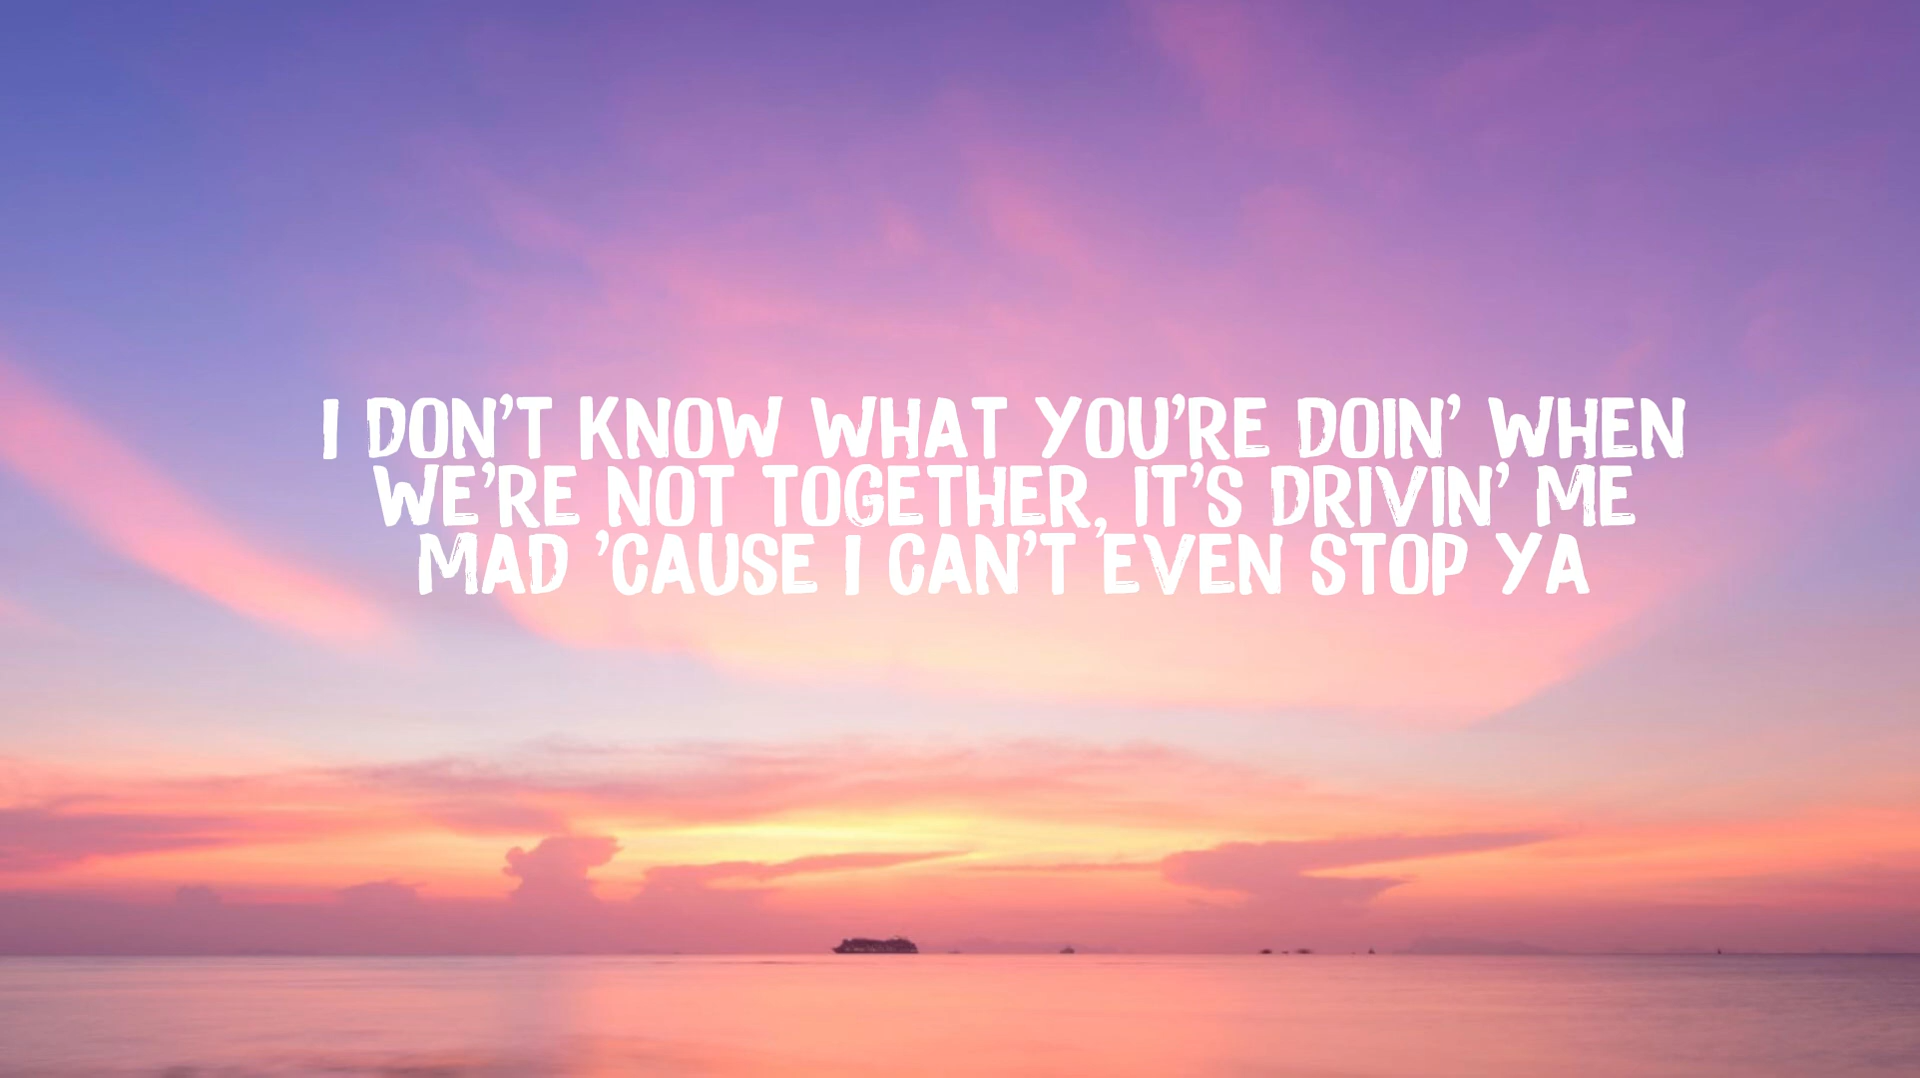 I DON'T KNOW WHAT YOU'RE DOIN' WHEN
WE'RE NOT TOGETHER, IT'S DRIVIN' ME
MAD 'CAUSE I CAN'T EVEN STOP YA